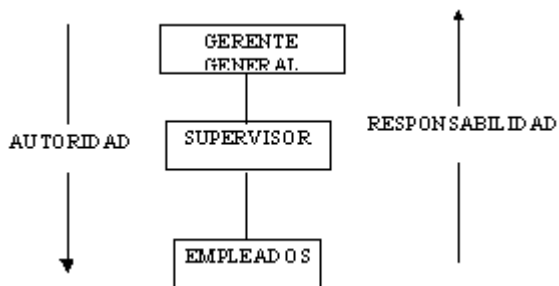 GERENTE
GENERAL
AUTORIDAD
SUPERVISOR
RESPONSABILIDAD
EMPLEADOS